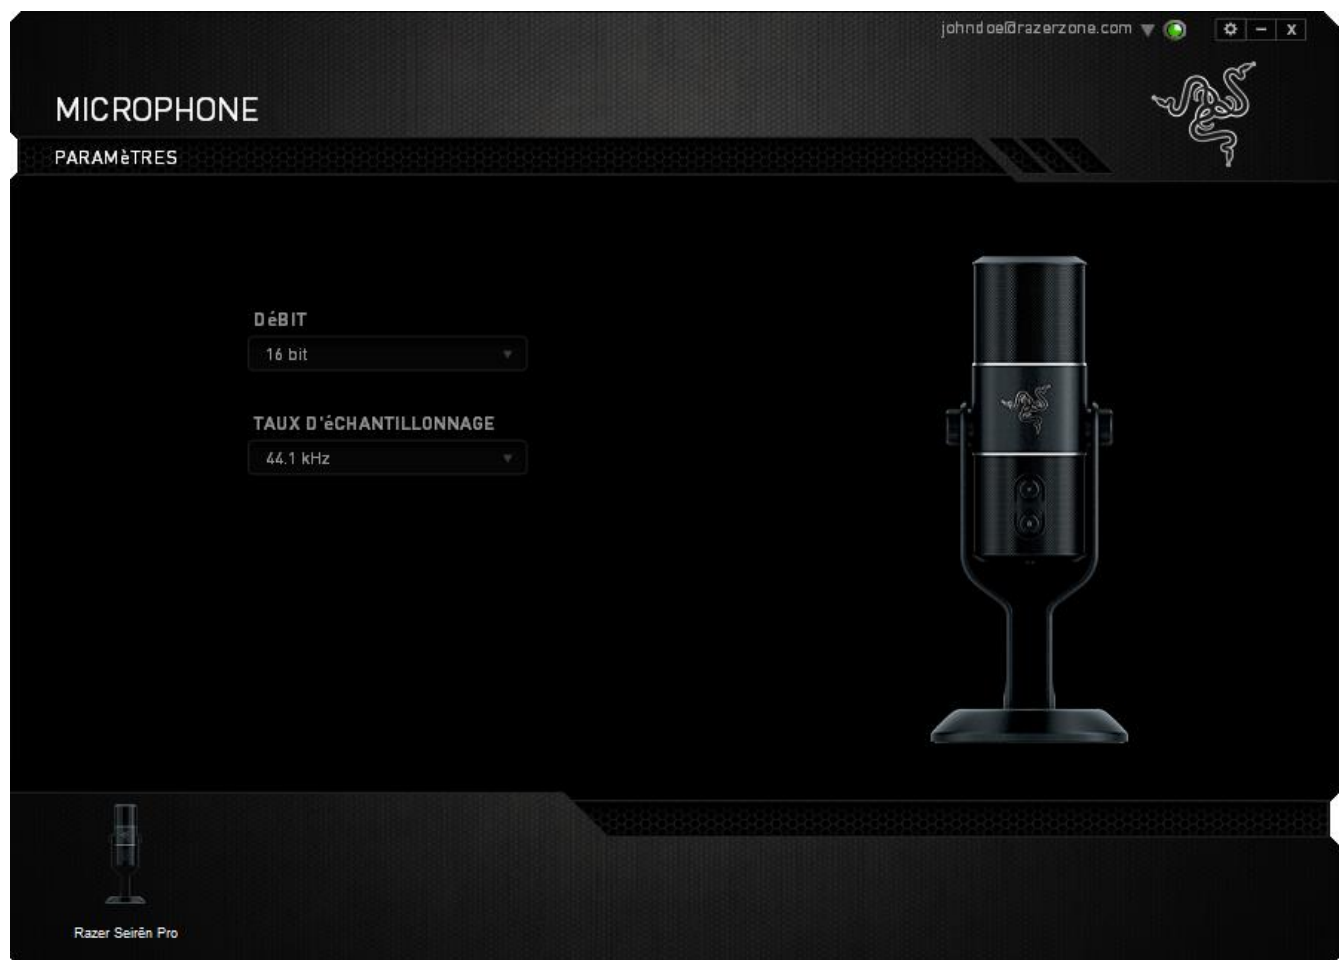 johndoe@razerzone.com
X
MICROPHONE
PARAMèTRES
DéBIT
16 bit
TAUX D'éCHANTILLONNAGE
44.1 kHz
Razer Seirēn Pro